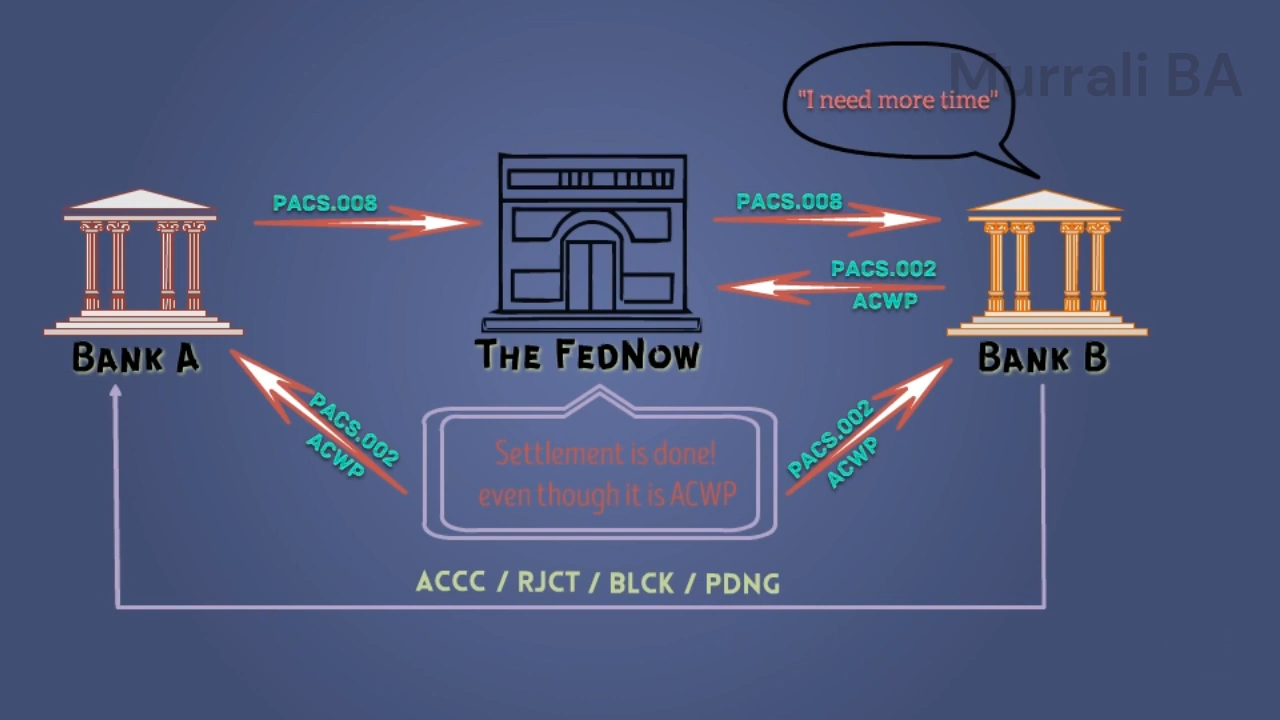 Murrali BA
"I need more time"
PACS.008
PACS.008
PACS.002
ACWP
BANK A
THE FEDNOW
BANK B
PACS.002
ACWP
Settlement is done!
even though it is ACWP
PACS.002
ACWP
ACCC / RJCT / BLCK / PDNG